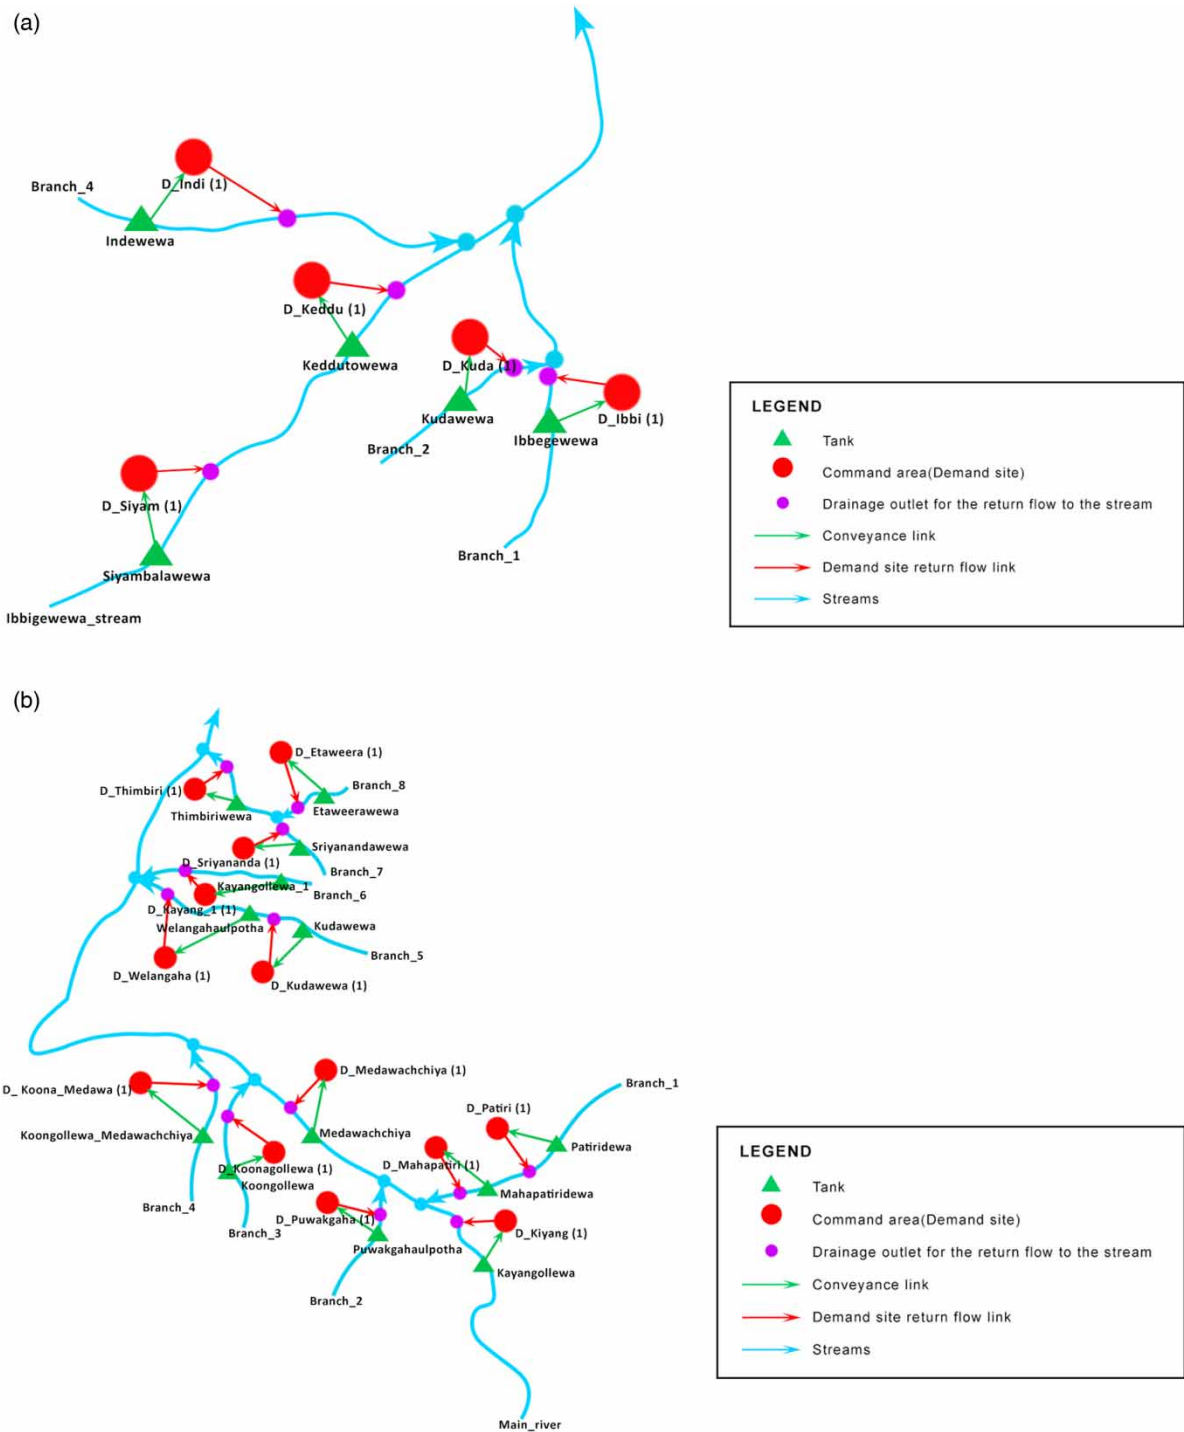 (a)
D_Indi (1)
Branch_4
Indewewa
D_Keddu (1)
Keddutowewa
D_Kuda (1)
Kudawewa
D_Ibbi (1)
Ibbegewewa
Branch_2
D_Siyam (1)
Branch_1
Siyambalawewa
Ibbigewewa_stream
LEGEND
Tank
Command area(Demand site)
Drainage outlet for the return flow to the stream
Conveyance link
Demand site return flow link
Streams
(b)
D_Etaweera (1)
Branch_8
D_Thimbiri (1)
Thimbiriwewa
Etaweerawewa
Sriyanandawewa
D_Sriyananda (1)
Branch_7
Kayangollewa_1
Branch_6
D_Kayang_1 (1)
Welangahaulpotha
Kudawewa
Branch_5
D_Welangaha (1)
D_Kudawewa (1)
D_Medawachchiya (1)
D_ Koona_Medawa (1)
Branch_1
D_Patiri (1)
Koongollewa_Medawachchiya
Medawachchiya
Patiridewa
D_Mahapatiri (1)
D_Koonagollewa (1)
Koongollewa
Mahapatiridewa
Branch_4
D_Puwakgaha (1)
Branch_3
D_Kiyang (1)
Puwakgahaulpotha
Kayangollewa
Branch_2
Main_river
LEGEND
Tank
Command area(Demand site)
Drainage outlet for the return flow to the stream
Conveyance link
Demand site return flow link
Streams